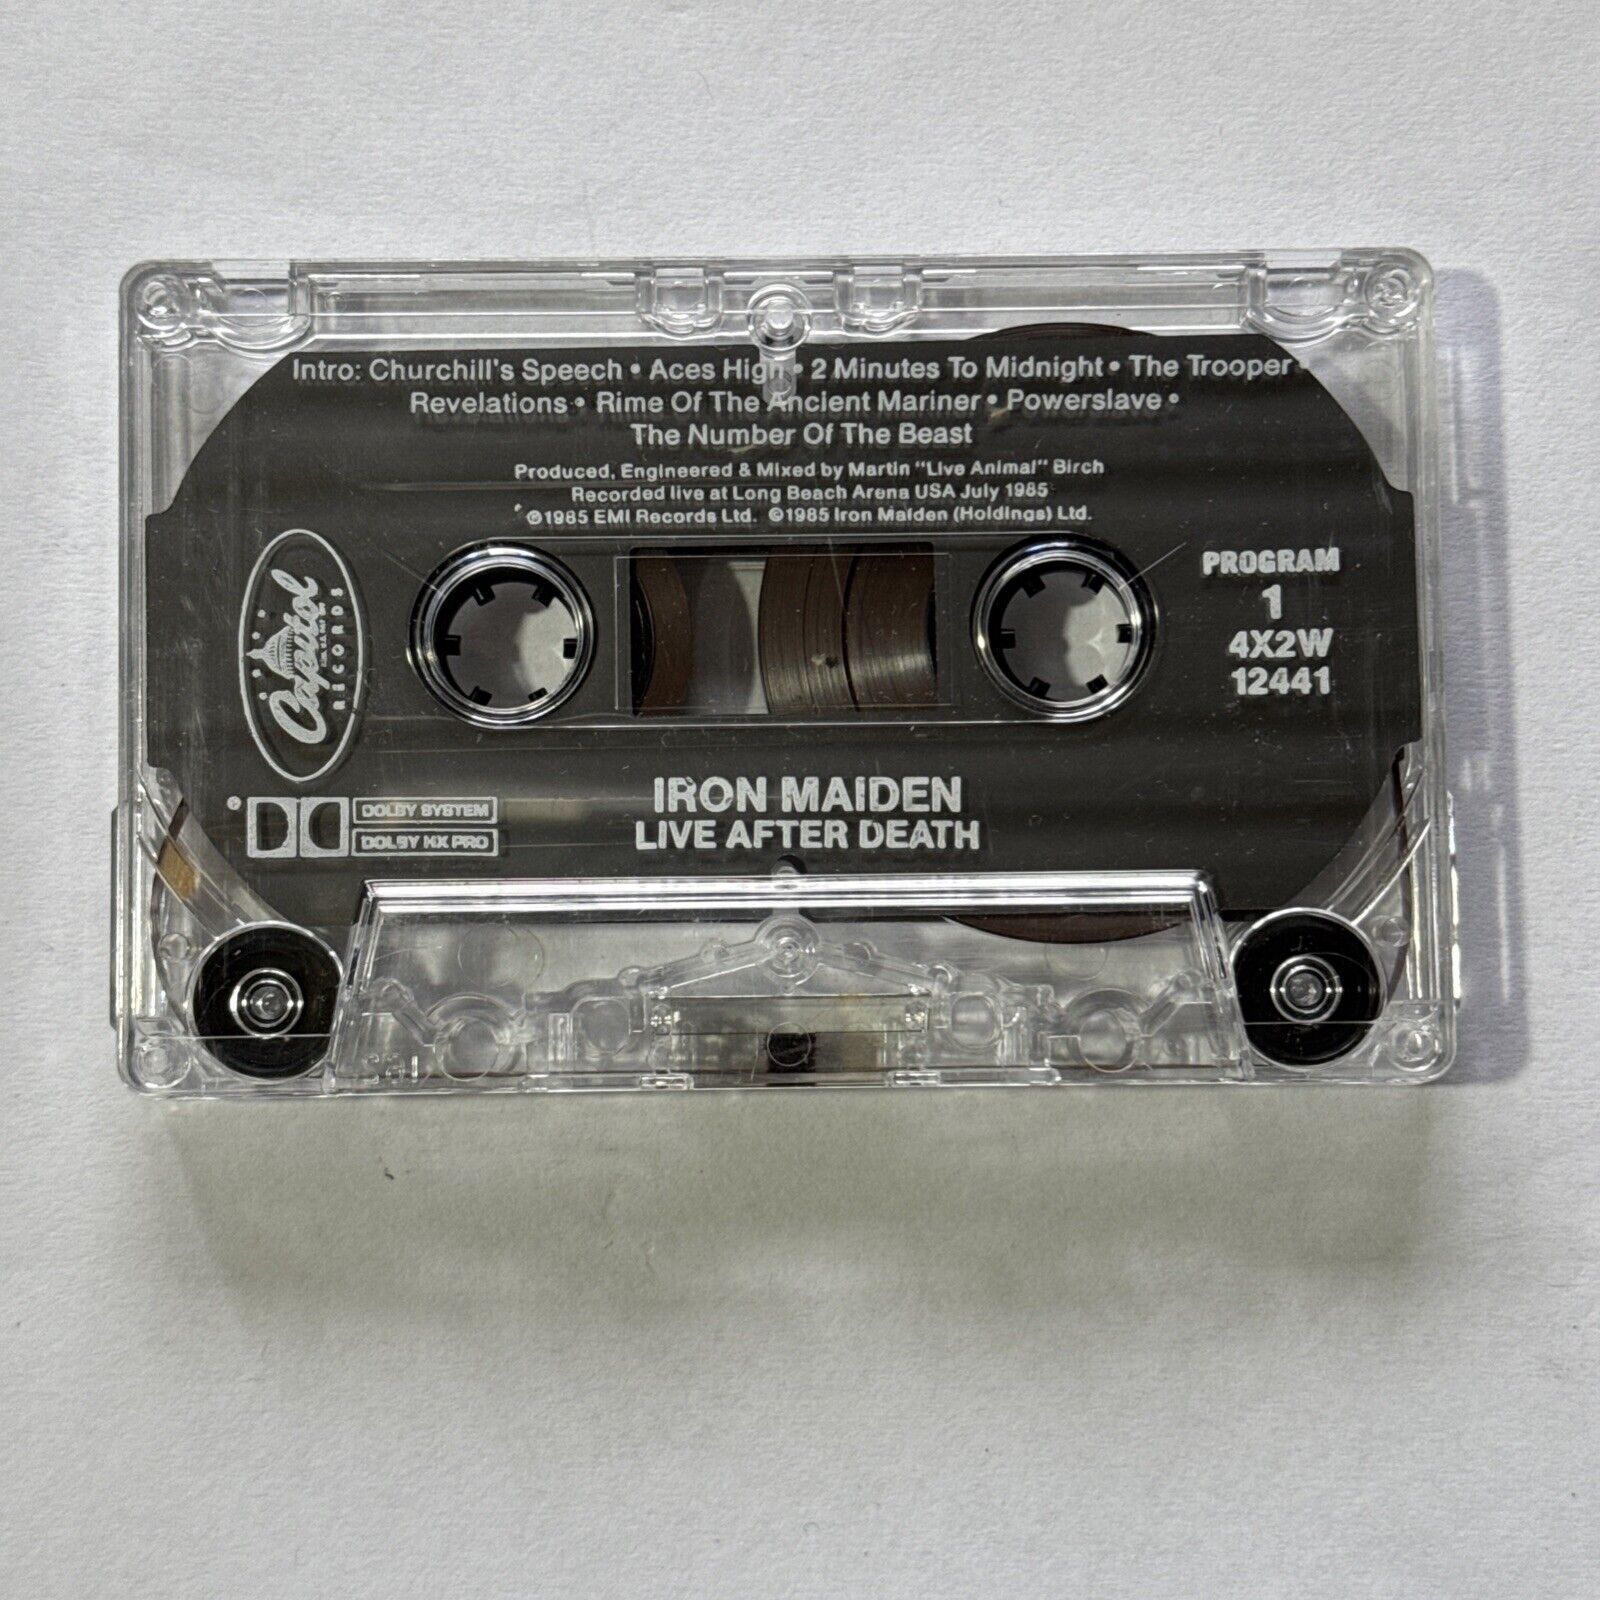 Intro: Churchill's Speech • Aces High • 2 Minutes To Midnight • The Trooper •
Revelations • Rime Of The Ancient Mariner • Powerslave •
The Number Of The Beast
Produced, Engineered & Mixed by Martin "Live Animal" Birch
Recorded live at Long Beach Arena USA July 1985
℗1985 EMI Records Ltd. ©1985 Iron Maiden (Holdings) Ltd.
Capitol
RECORDS
PROGRAM
1
4X2W
12441
DOLBY SYSTEM
DOLBY HX PRO
IRON MAIDEN
LIVE AFTER DEATH